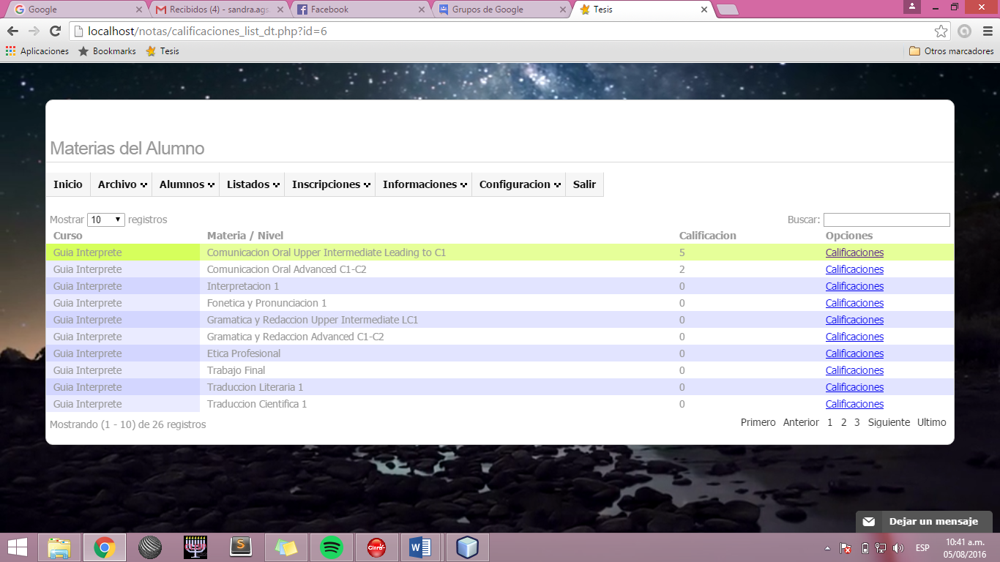 Google
Recibidos (4) - sandra.ags
Facebook
Grupos de Google
Tesis
localhost/notas/calificaciones_list_dt.php?id=6
Aplicaciones
Bookmarks
Tesis
Otros marcadores
Materias del Alumno
Inicio Archivo Alumnos Listados Inscripciones Informaciones Configuracion Salir
Mostrar 10 registros
Buscar:
Curso Materia / Nivel Calificacion Opciones
Guia Interprete Comunicacion Oral Upper Intermediate Leading to C1 5 Calificaciones
Guia Interprete Comunicacion Oral Advanced C1-C2 2 Calificaciones
Guia Interprete Interpretacion 1 0 Calificaciones
Guia Interprete Fonetica y Pronunciacion 1 0 Calificaciones
Guia Interprete Gramatica y Redaccion Upper Intermediate LC1 0 Calificaciones
Guia Interprete Gramatica y Redaccion Advanced C1-C2 0 Calificaciones
Guia Interprete Etica Profesional 0 Calificaciones
Guia Interprete Trabajo Final 0 Calificaciones
Guia Interprete Traduccion Literaria 1 0 Calificaciones
Guia Interprete Traduccion Cientifica 1 0 Calificaciones
Mostrando (1 - 10) de 26 registros
Primero Anterior 1 2 3 Siguiente Ultimo
Dejar un mensaje
S
Claro
W
ESP
10:41 a.m.
05/08/2016